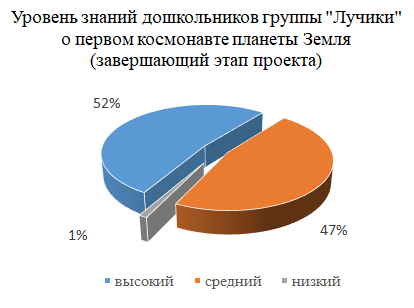 Уровень знаний дошкольников группы "Лучики"
о первом космонавте планеты Земля
(завершающий этап проекта)
52%
1%
47%
высокий средний низкий